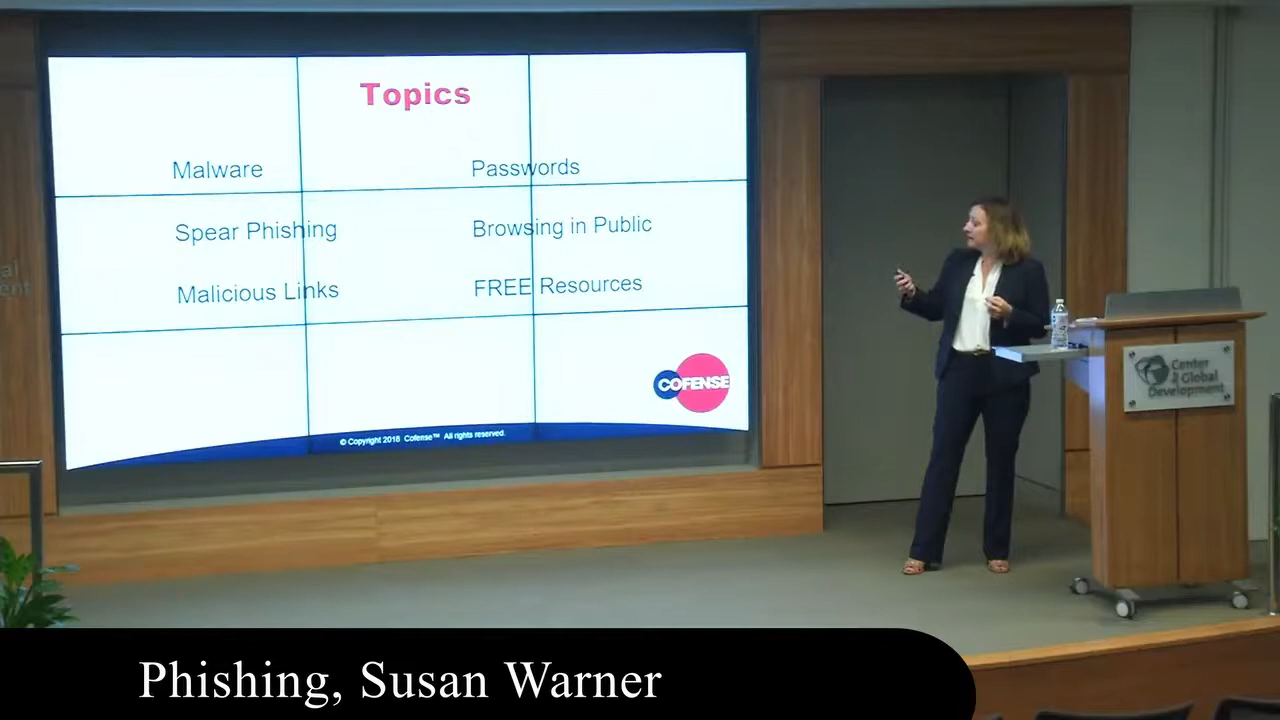 Topics
Malware
Spear Phishing
Malicious Links
Passwords
Browsing in Public
FREE Resources
COFENSE
© Copyright 2018 Cofense™ All rights reserved.
Center
for Global
Development
Phishing, Susan Warner